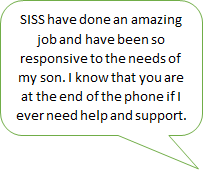 SISS have done an amazing
job and have been so
responsive to the needs of
my son. I know that you are
at the end of the phone if I
ever need help and support.